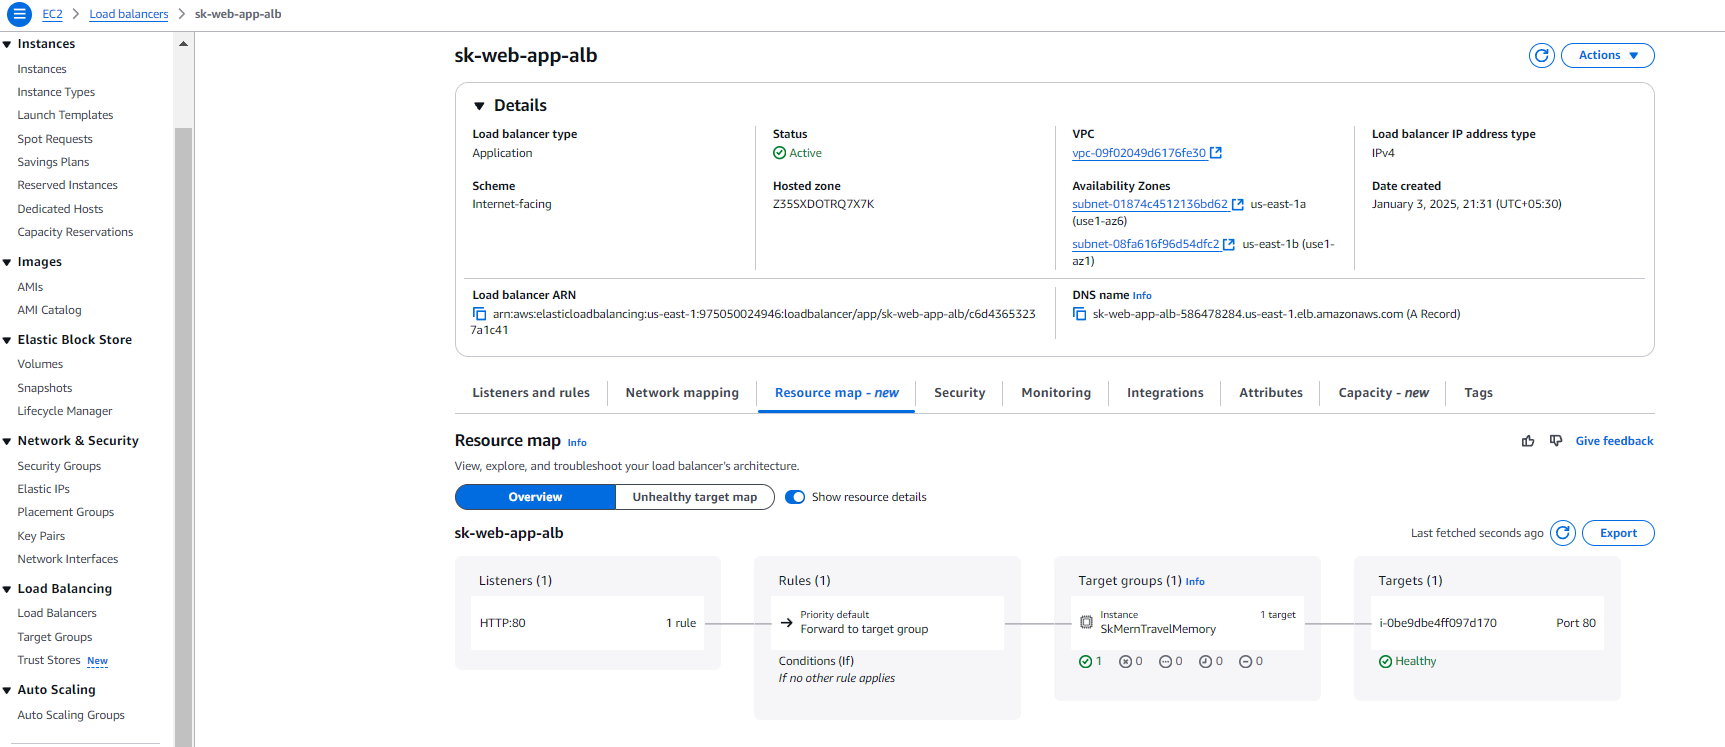 EC2 > Load balancers > sk-web-app-alb
Instances
Instances
Instance Types
Launch Templates
Spot Requests
Savings Plans
Reserved Instances
Dedicated Hosts
Capacity Reservations
Images
AMIs
AMI Catalog
Elastic Block Store
Volumes
Snapshots
Lifecycle Manager
Network & Security
Security Groups
Elastic IPs
Placement Groups
Key Pairs
Network Interfaces
Load Balancing
Load Balancers
Target Groups
Trust Stores New
Auto Scaling
Auto Scaling Groups
sk-web-app-alb
Actions
Details
Load balancer type
Application
Status
Active
VPC
vpc-09f02049d6176fe30
Load balancer IP address type
IPv4
Scheme
Internet-facing
Hosted zone
Z35SXDOTRQ7X7K
Availability Zones
subnet-01874c4512136bd62 us-east-1a
(use1-az6)
subnet-08fa616f96d54dfc2 us-east-1b (use1-
az1)
Date created
January 3, 2025, 21:31 (UTC+05:30)
Load balancer ARN
arn:aws:elasticloadbalancing:us-east-1:975050024946:loadbalancer/app/sk-web-app-alb/c6d4365323
7a1c41
DNS name Info
sk-web-app-alb-586478284.us-east-1.elb.amazonaws.com (A Record)
Listeners and rules
Network mapping
Resource map - new
Security
Monitoring
Integrations
Attributes
Capacity - new
Tags
Resource map Info
Give feedback
View, explore, and troubleshoot your load balancer's architecture.
Overview
Unhealthy target map
Show resource details
sk-web-app-alb
Last fetched seconds ago
Export
Listeners (1)
HTTP:80 1 rule
Rules (1)
Priority default
Forward to target group
Conditions (If)
If no other rule applies
Target groups (1) Info
Instance 1 target
SkMernTravelMemory
1 0 0 0 0
Targets (1)
i-0be9dbe4ff097d170 Port 80
Healthy